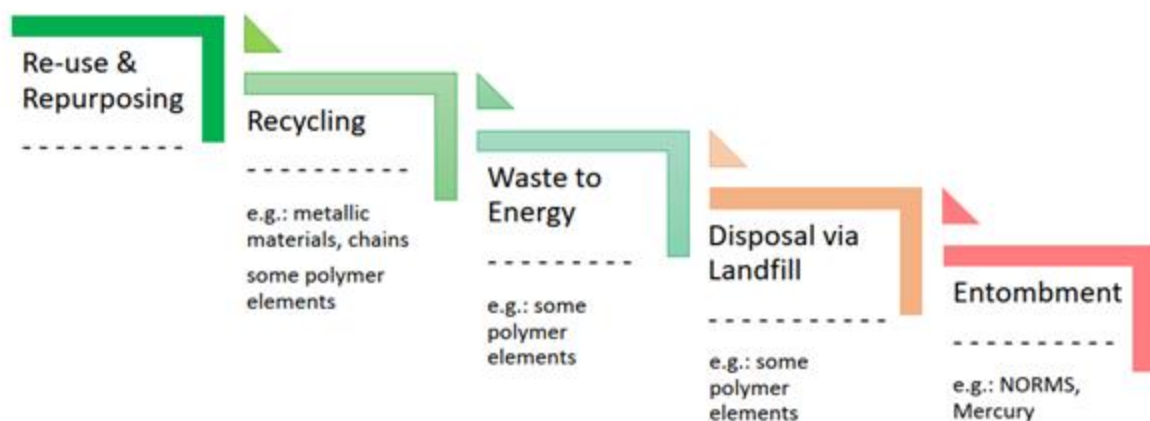 Re-use &
Repurposing
Recycling
e.g.: metallic
materials, chains
some polymer
elements
Waste to
Energy
e.g.: some
polymer
elements
Disposal via
Landfill
e.g.: some
polymer
elements
Entombment
e.g.: NORMS,
Mercury